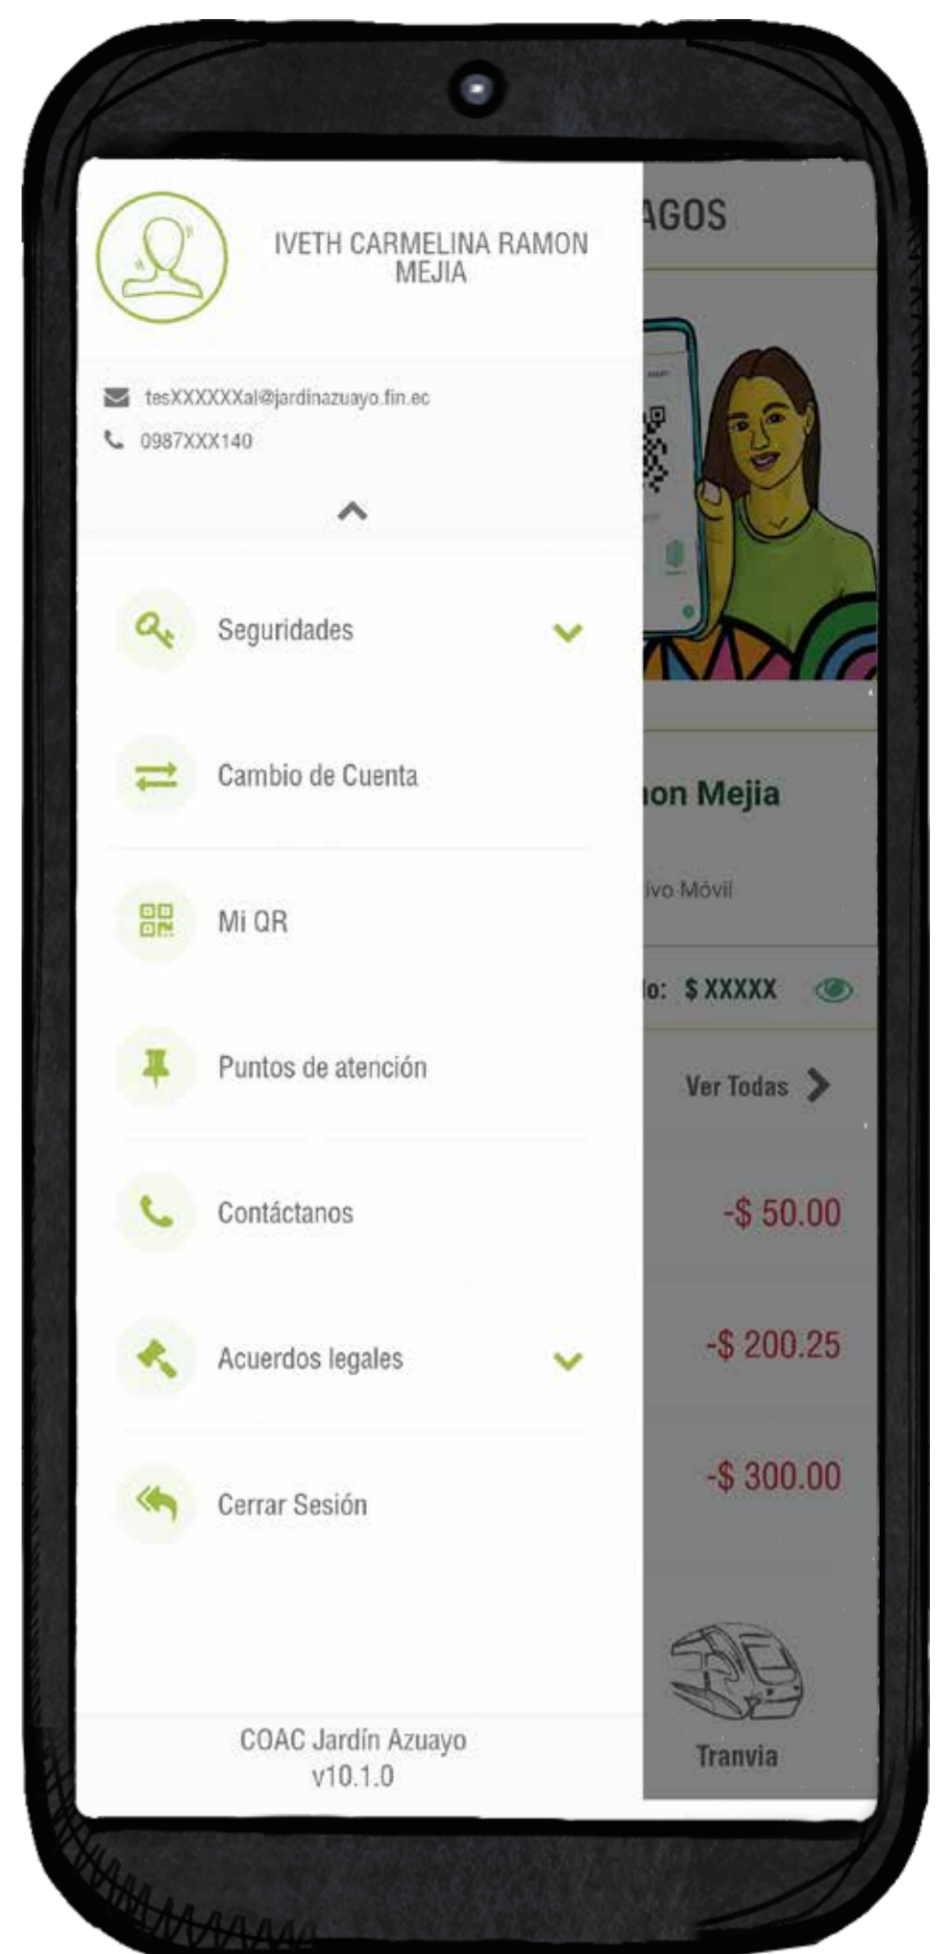 AGOS
IVETH CARMELINA RAMON
MEJIA
tesXXXXXXal@jardinazuayo.fin.ec
0987XXX140
Seguridades
Cambio de Cuenta
on Mejia
Mi QR
ivo Móvil
lo: $ XXXXX
Puntos de atención
Ver Todas
Contáctanos
-$ 50.00
Acuerdos legales
-$ 200.25
-$ 300.00
Cerrar Sesión
COAC Jardín Azuayo
v10.1.0
Tranvia